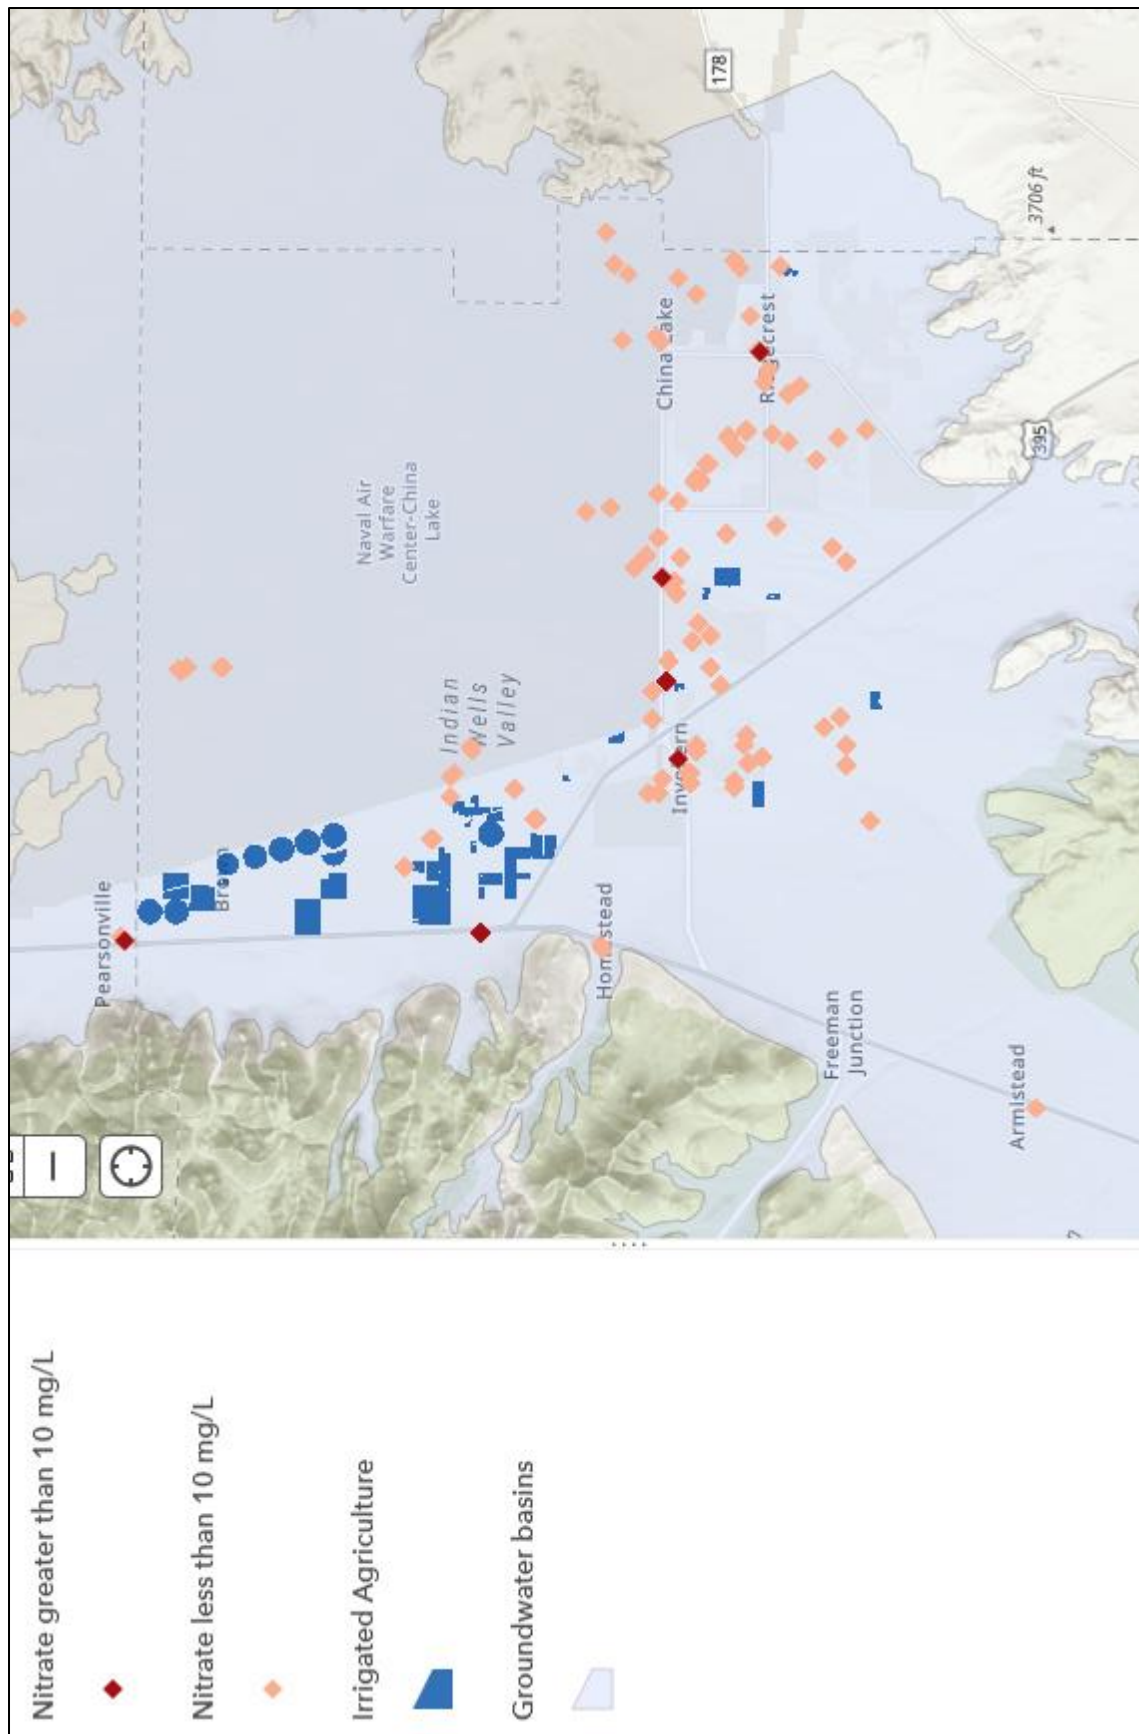 Nitrate greater than 10 mg/L
Nitrate less than 10 mg/L
Irrigated Agriculture
Groundwater basins
Pearsonville
Naval Air
Warfare
Center-China
Lake
Indian
Wells
Valley
China Lake
178
Homestead
Ridgecrest
Freeman
Junction
395
3706 ft
Armistead